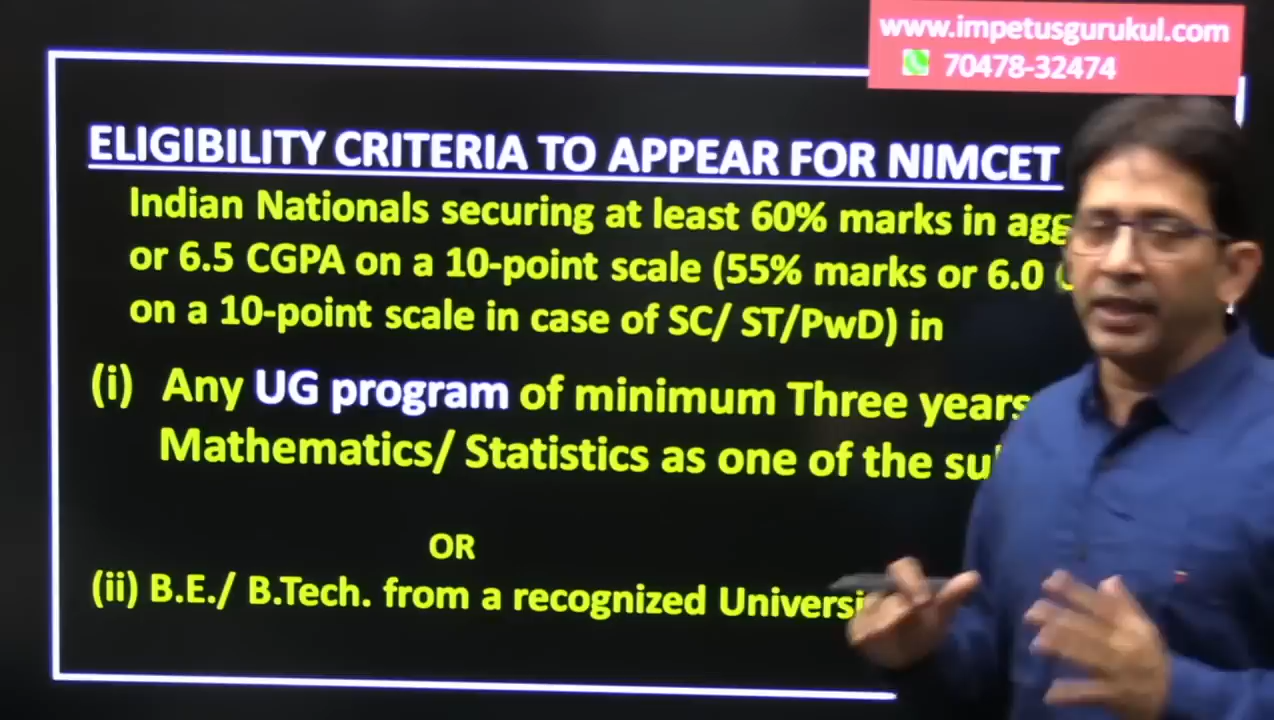 www.impetusgurukul.com
70478-32474
ELIGIBILITY CRITERIA TO APPEAR FOR NIMCET
Indian Nationals securing at least 60% marks in
or 6.5 CGPA on a 10-point scale (55% marks or 6.0
on a 10-point scale in case of SC/ ST/PwD) in
(i) Any UG program of minimum Three years
Mathematics/ Statistics as one of the
OR
(ii) B.E./ B.Tech. from a recognized